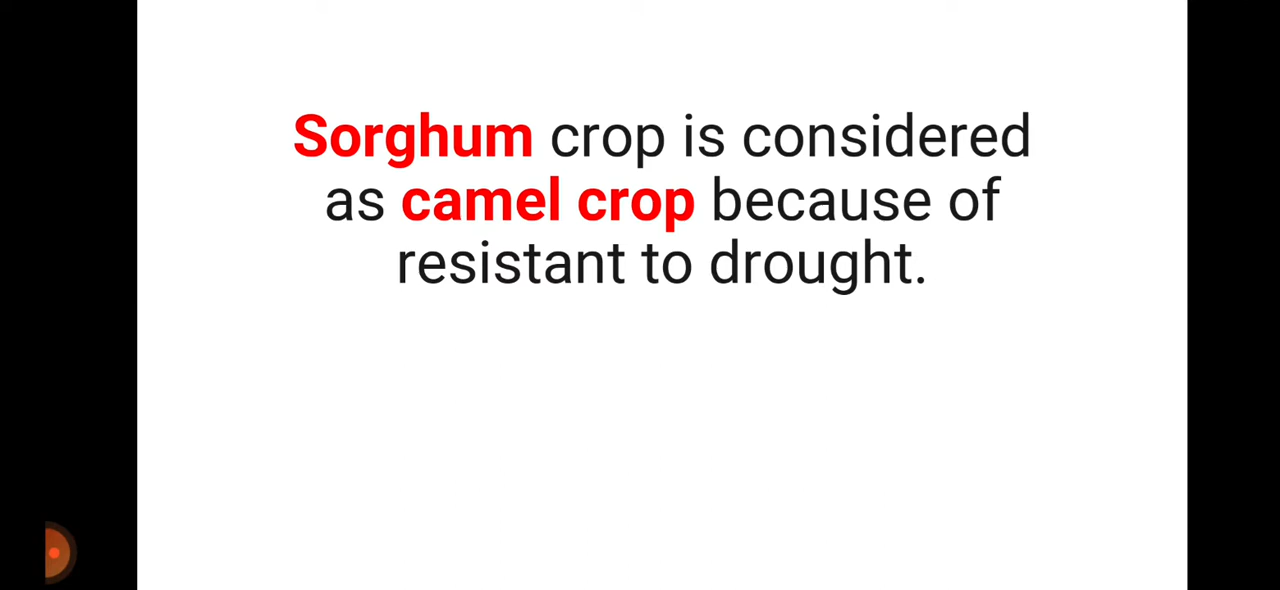 Sorghum crop is considered
as camel crop because of
resistant to drought.